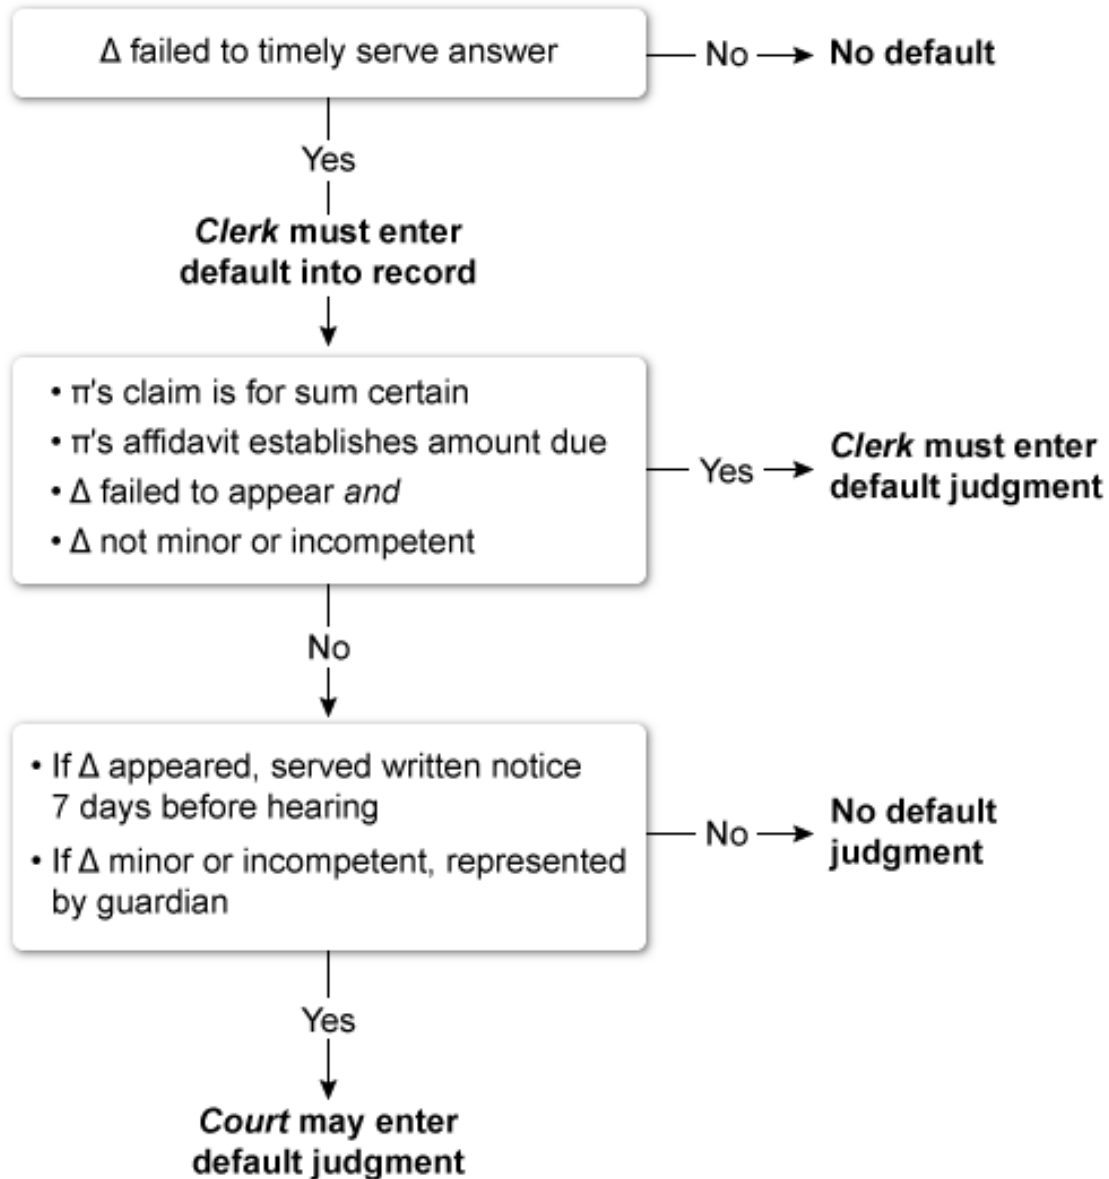 Δ failed to timely serve answer
No
No default
Yes
Clerk must enter
default into record
• π's claim is for sum certain
• π's affidavit establishes amount due
• Δ failed to appear and
• Δ not minor or incompetent
Yes
Clerk must enter
default judgment
No
• If Δ appeared, served written notice
7 days before hearing
• If Δ minor or incompetent, represented
by guardian
No
No default
judgment
Yes
Court may enter
default judgment